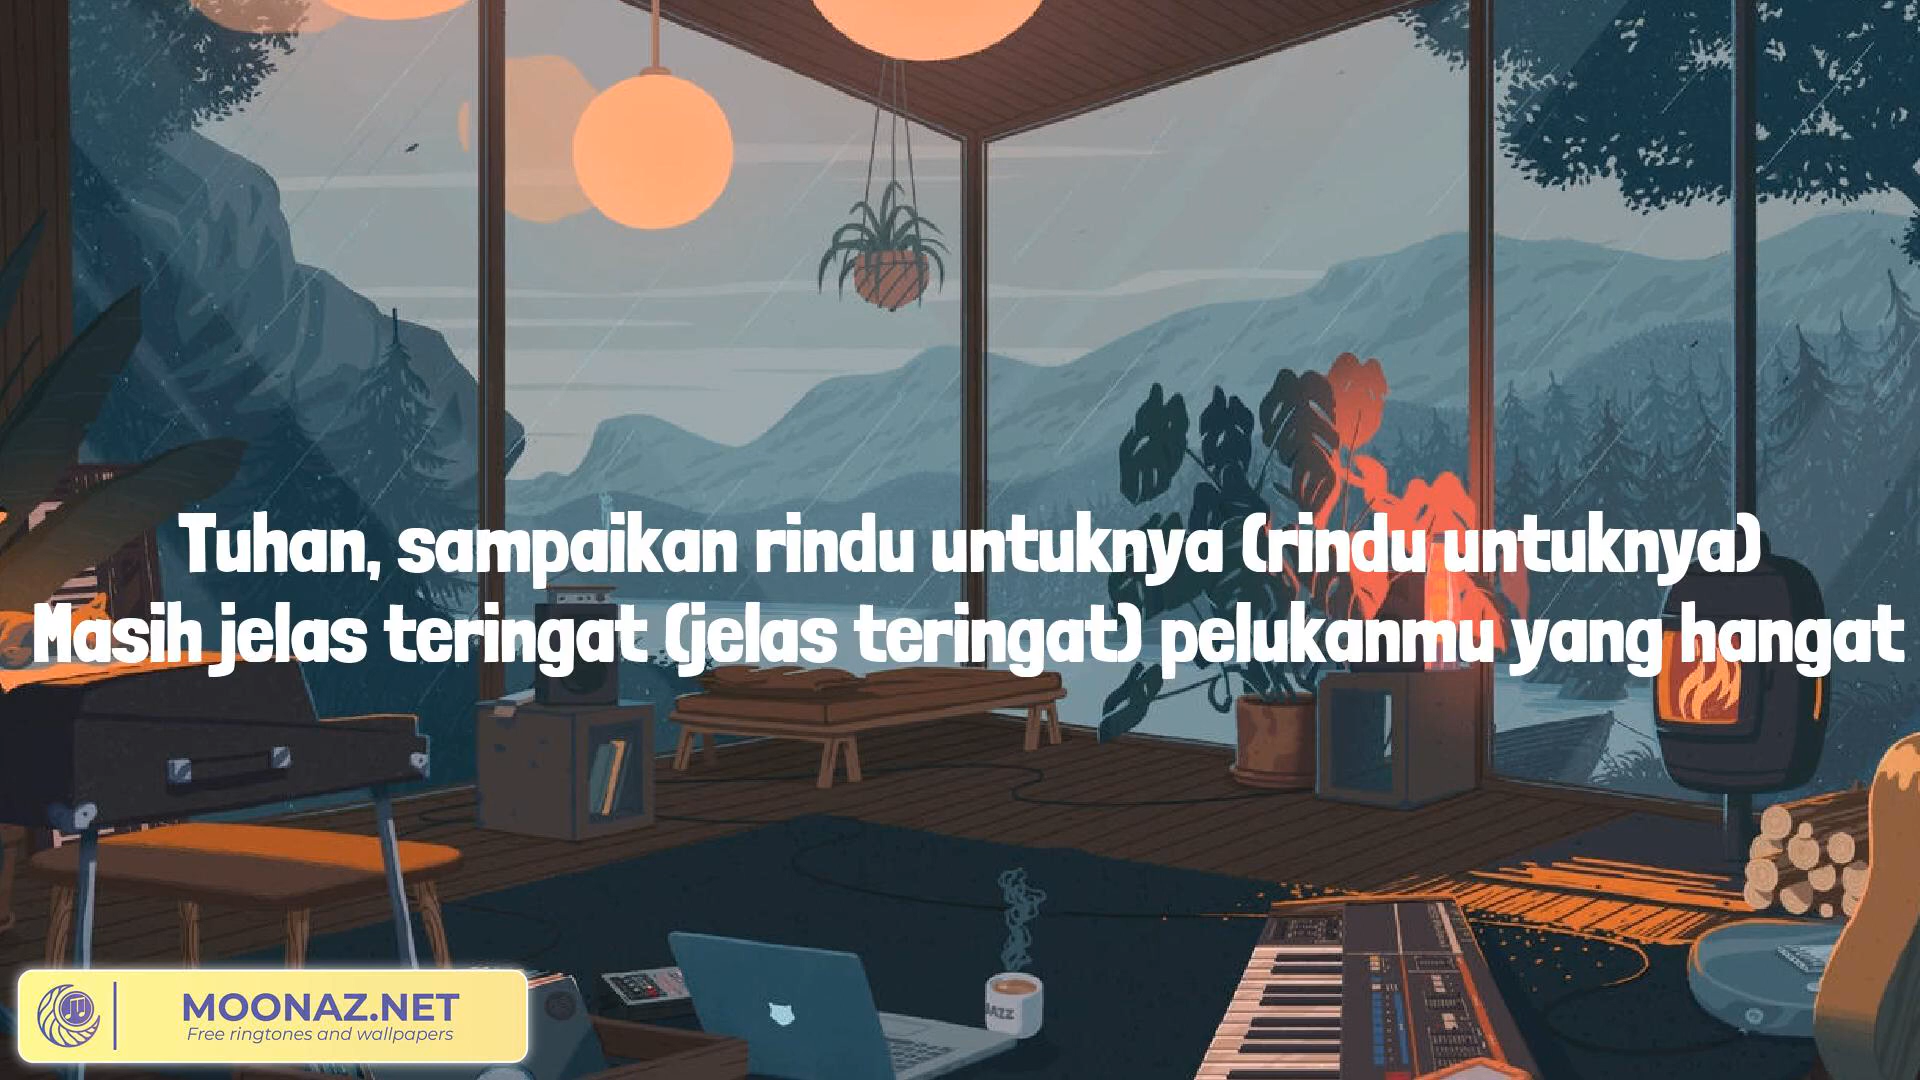 Tuhan, sampaikan rindu untuknya (rindu untuknya)
Masih jelas teringat (jelas teringat) pelukanmu yang hangat
JAZZ
MOONAZ.NET
Free ringtones and wallpapers